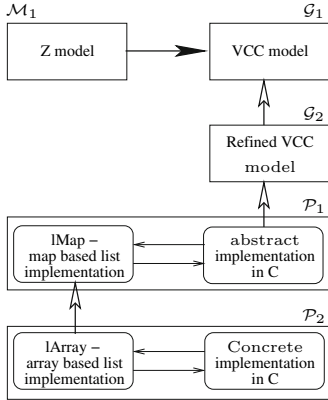 ℳ₁
𝒢₁
Z model
VCC model
𝒢₂
Refined VCC
model
𝒫₁
lMap –
map based list
implementation
abstract
implementation
in C
𝒫₂
lArray –
array based list
implementation
Concrete
implementation
in C